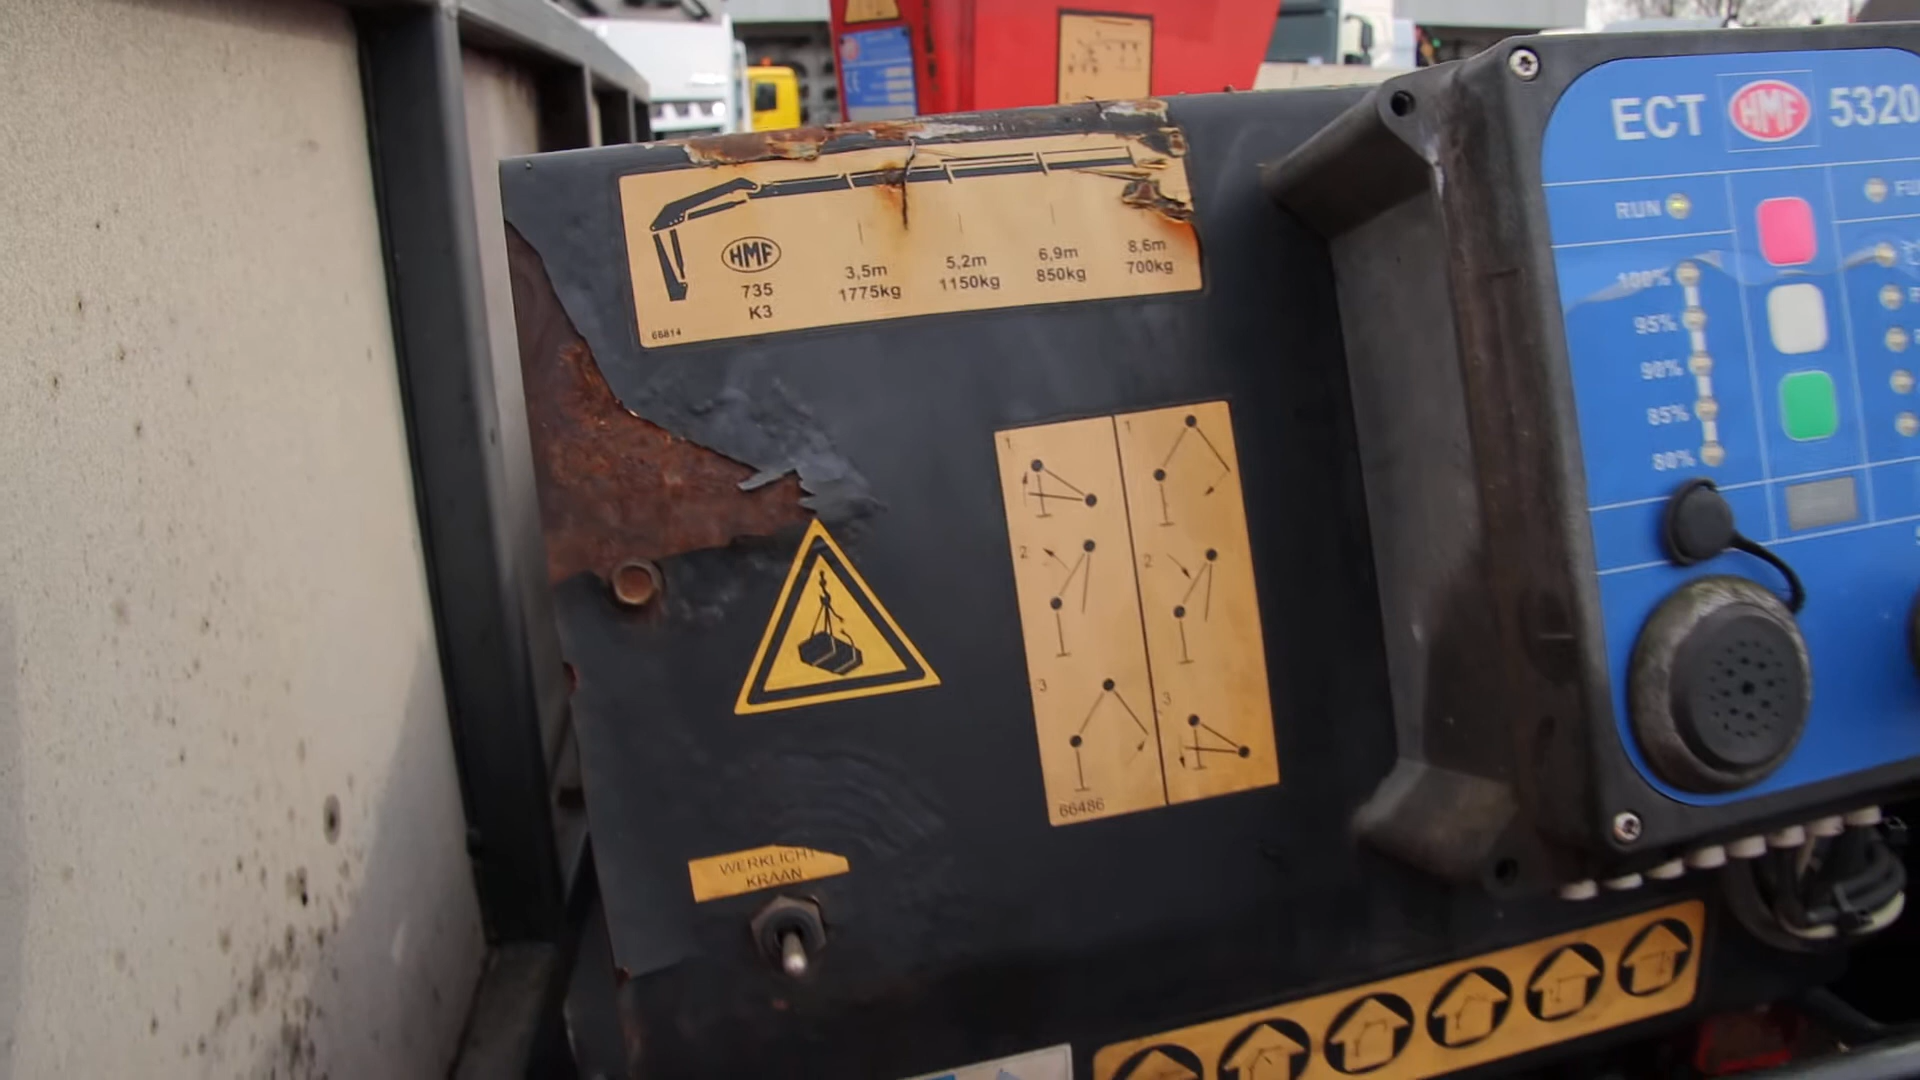 HMF
735
K3
3,5m
1775kg
5,2m
1150kg
6,9m
850kg
8,6m
700kg
66814
1
2
3
1
2
3
66486
WERKLICHT
KRAAN
ECT HMF 5320
RUN
100%
95%
90%
85%
80%